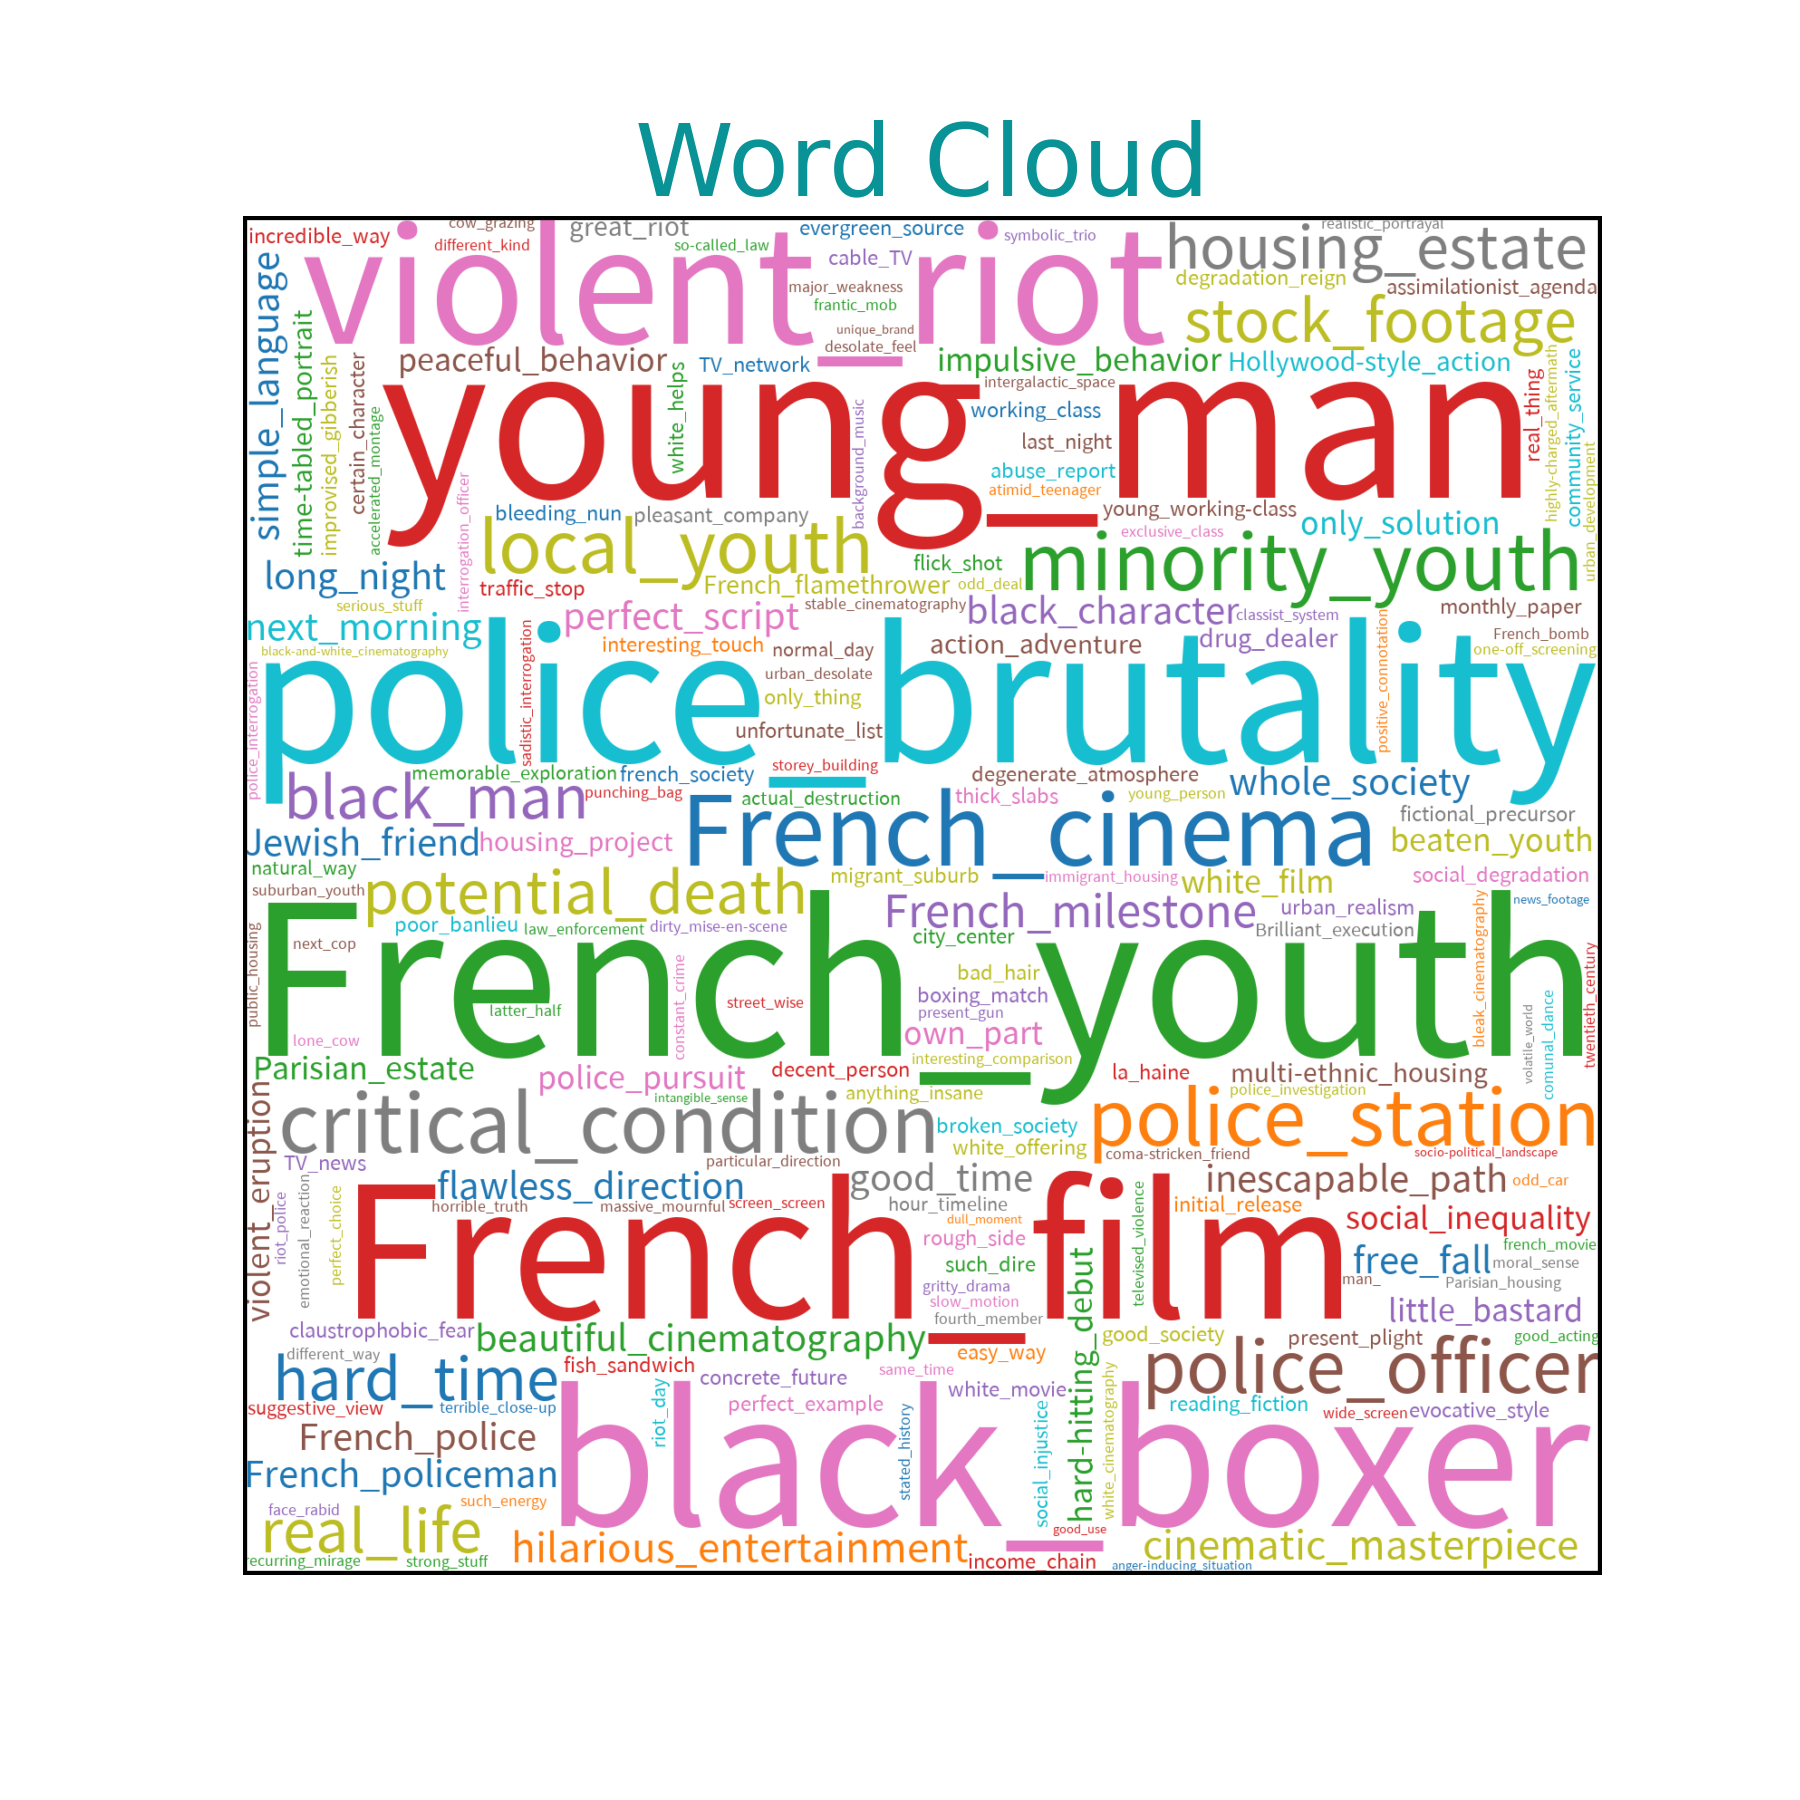 Word Cloud
incredible_way
cow_grazing
different_kind
great_riot
so-called_law
evergreen_source
cable_TV
symbolic_trio
realistic_portrayal
violent_riot
housing_estate
degradation_reign
assimilationist_agenda
major_weakness
frantic_mob
unique_brand
desolate_feel
stock_footage
simple_language
time-tabled_portrait
improvised_gibberish
certain_character
accelerated_montage
peaceful_behavior
white_helps
TV_network
impulsive_behavior
Hollywood-style_action
intergalactic_space
young_man
working_class
last_night
abuse_report
atimid_teenager
background_music
real_thing
highly-charged_aftermath
community_service
urban_development
interrogation_officer
bleeding_nun
pleasant_company
young_working-class
exclusive_class
only_solution
local_youth
long_night
traffic_stop
flick_shot
minority_youth
French_flamethrower
odd_deal
serious_stuff
stable_cinematography
next_morning
perfect_script
black_character
classist_system
monthly_paper
black-and-white_cinematography
interesting_touch
normal_day
action_adventure
drug_dealer
French_bomb
one-off_screening
police_brutality
police_interrogation
sadistic_interrogation
urban_desolate
only_thing
unfortunate_list
positive_connotation
storey_building
memorable_exploration
french_society
degenerate_atmosphere
whole_society
black_man
punching_bag
actual_destruction
thick_slabs
young_person
fictional_precursor
French_cinema
Jewish_friend
housing_project
beaten_youth
natural_way
suburban_youth
potential_death
migrant_suburb
immigrant_housing
white_film
social_degradation
news_footage
French_milestone
urban_realism
poor_banlieu
law_enforcement
dirty_mise-en-scene
Brilliant_execution
public_housing
next_cop
French_youth
city_center
bad_hair
boxing_match
present_gun
own_part
latter_half
constant_crime
street_wise
bleak_cinematography
volatile_world
comunal_dance
twentieth_century
lone_cow
interesting_comparison
Parisian_estate
police_pursuit
decent_person
la_haine
multi-ethnic_housing
intangible_sense
anything_insane
police_investigation
violent_eruption
critical_condition
broken_society
white_offering
police_station
TV_news
particular_direction
coma-stricken_friend
socio-political_landscape
riot_police
emotional_reaction
perfect_choice
flawless_direction
good_time
inescapable_path
odd_car
horrible_truth
massive_mournful
screen_screen
hour_timeline
dull_moment
televised_violence
initial_release
social_inequality
French_film
rough_side
such_dire
gritty_drama
slow_motion
fourth_member
hard-hitting_debut
free_fall
french_movie
moral_sense
man_
Parisian_housing
little_bastard
claustrophobic_fear
beautiful_cinematography
easy_way
good_society
present_plight
good_acting
different_way
hard_time
fish_sandwich
concrete_future
same_time
white_movie
police_officer
suggestive_view
terrible_close-up
riot_day
perfect_example
stated_history
social_injustice
white_cinematography
reading_fiction
wide_screen
evocative_style
French_police
French_policeman
black_boxer
face_rabid
such_energy
real_life
good_use
recurring_mirage
strong_stuff
hilarious_entertainment
income_chain
cinematic_masterpiece
anger-inducing_situation